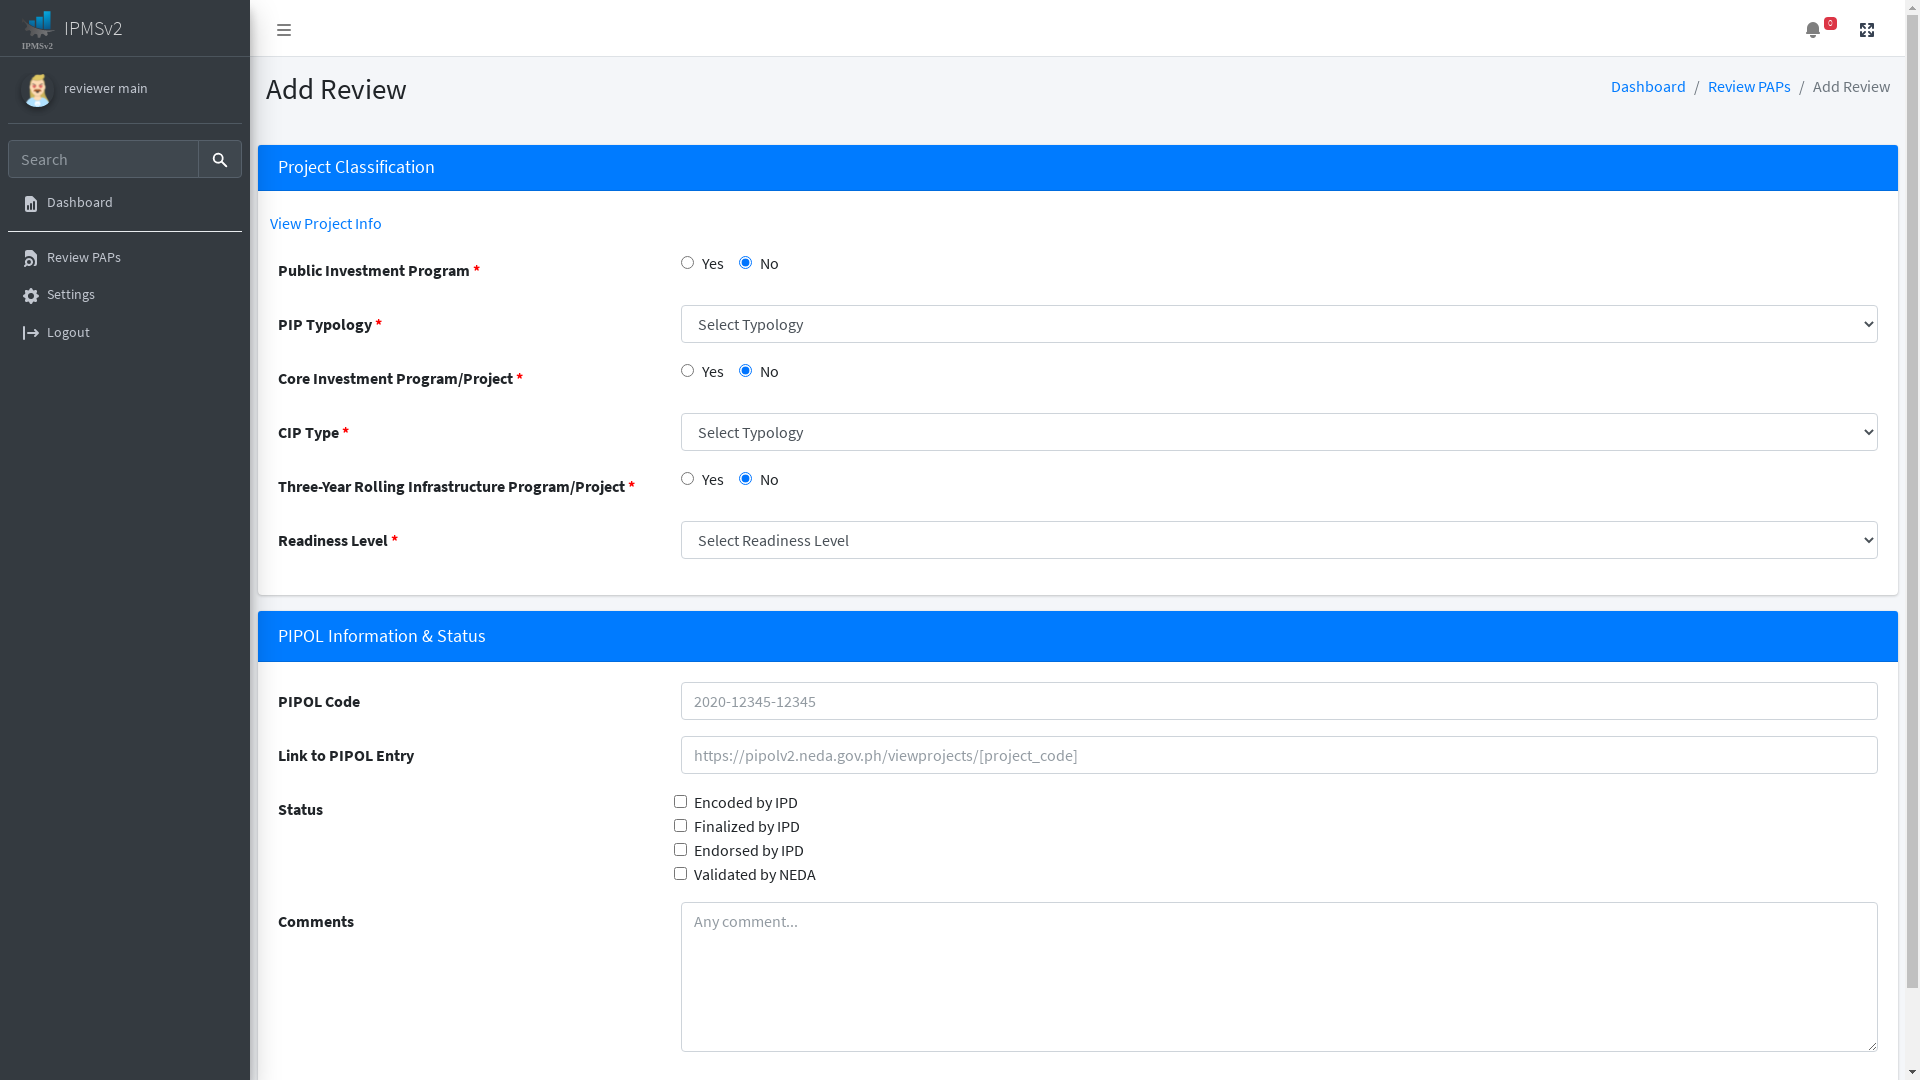 IPMSv2
IPMSv2
0
reviewer main
Add Review
Dashboard / Review PAPs / Add Review
Search
Dashboard
Review PAPs
Settings
Logout
Project Classification
View Project Info
Public Investment Program *
Yes No
PIP Typology *
Select Typology
Core Investment Program/Project *
Yes No
CIP Type *
Select Typology
Three-Year Rolling Infrastructure Program/Project *
Yes No
Readiness Level *
Select Readiness Level
PIPOL Information & Status
PIPOL Code
2020-12345-12345
Link to PIPOL Entry
https://pipolv2.neda.gov.ph/viewprojects/[project_code]
Status
Encoded by IPD
Finalized by IPD
Endorsed by IPD
Validated by NEDA
Comments
Any comment...